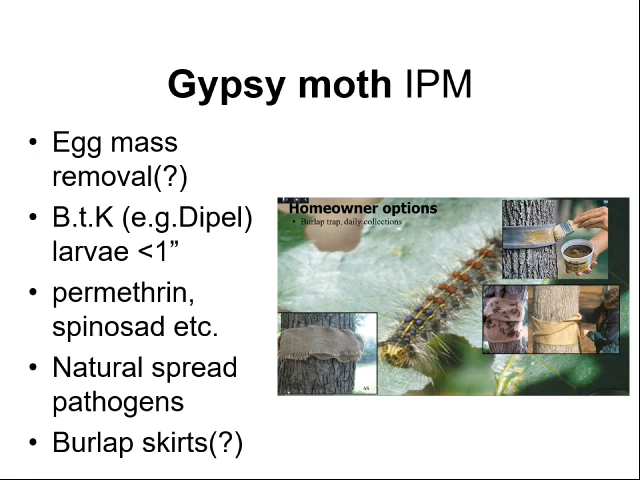 Gypsy moth IPM
• Egg mass
removal(?)
• B.t.K (e.g.Dipel)
larvae <1”
• permethrin,
spinosad etc.
• Natural spread
pathogens
• Burlap skirts(?)
Homeowner options
• Burlap trap, daily collections